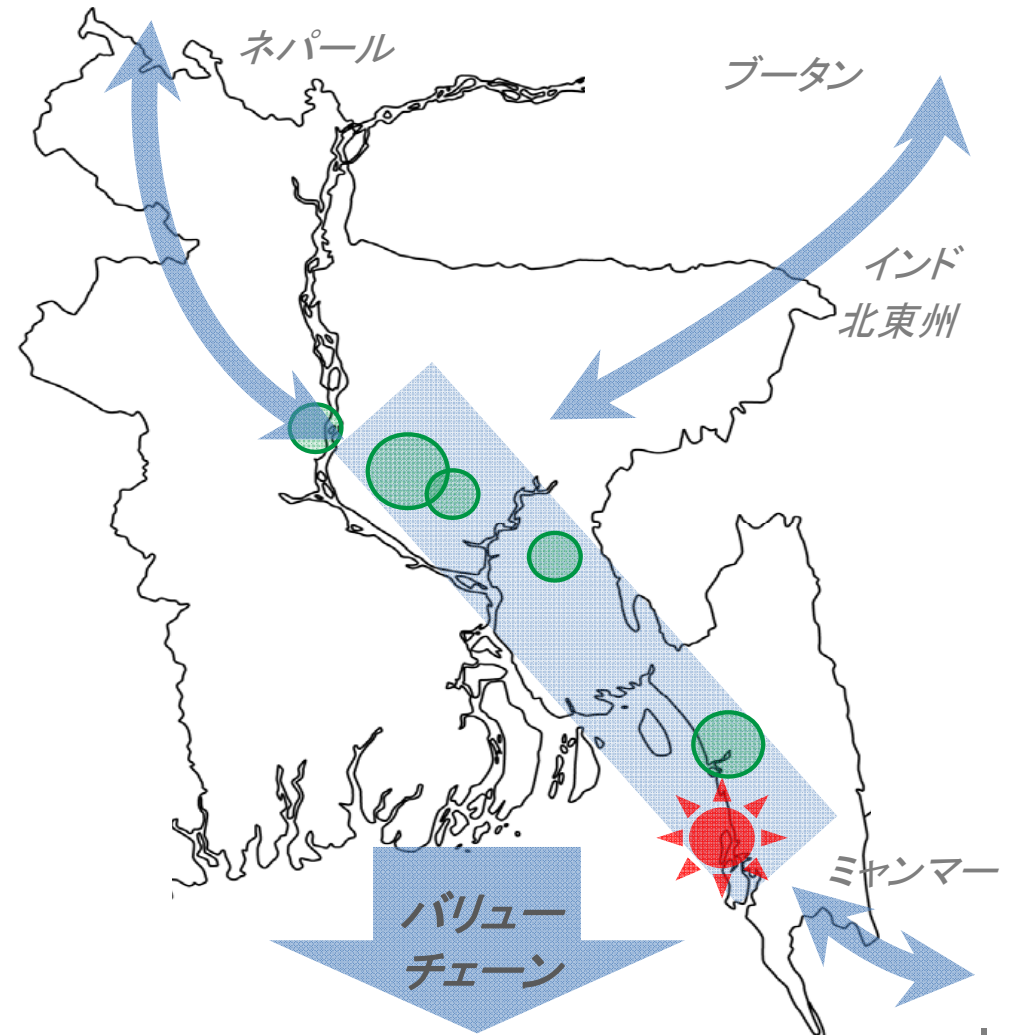 ネパール
ブータン
インド
北東州
ミャンマー
バリュー
チェーン